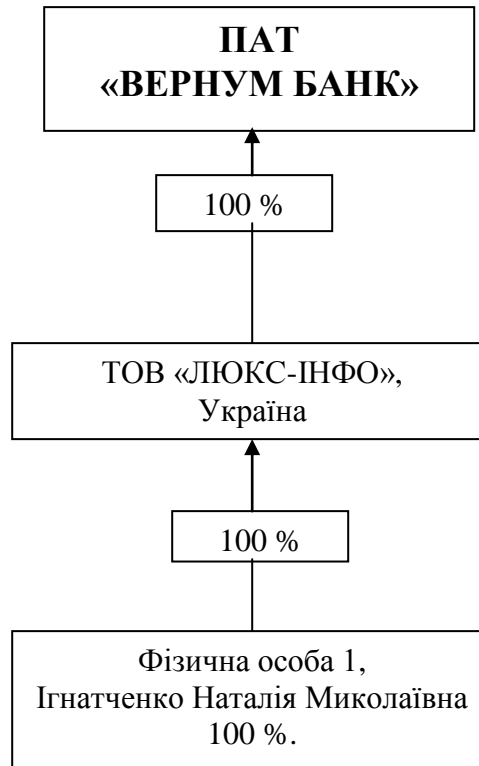 ПАТ
«ВЕРНУМ БАНК»
100 %
ТОВ «ЛЮКС-ІНФО»,
Україна
100 %
Фізична особа 1,
Ігнатченко Наталія Миколаївна
100 %.